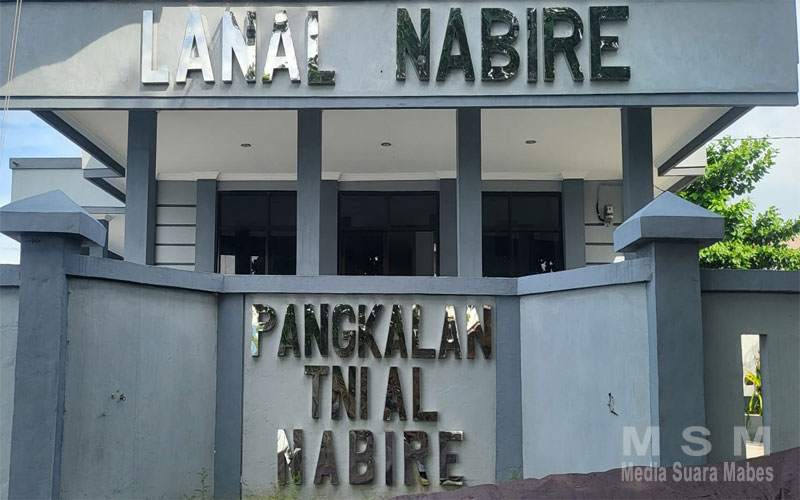 LANAL NABIRE
PANGKALAN
TNI AL
NABIRE
MSM
Media Suara Mabes